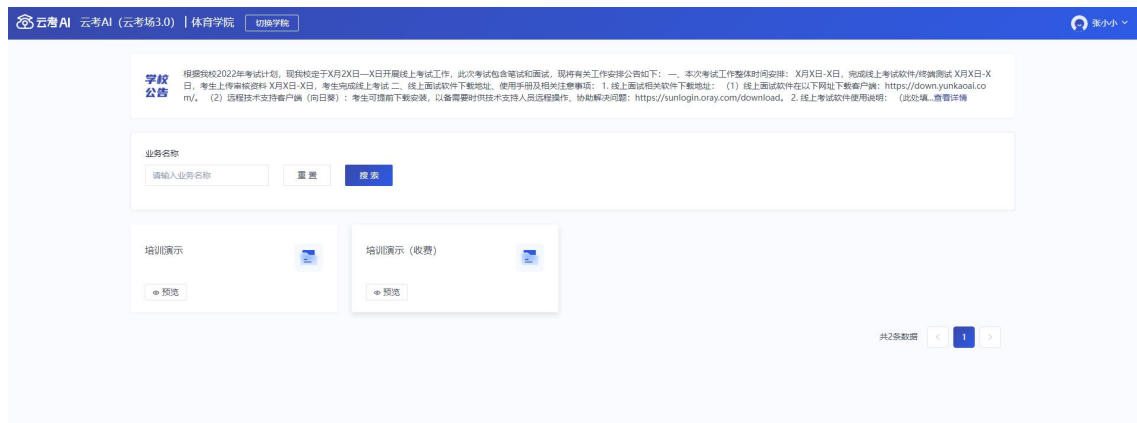 云考AI 云考AI（云考场3.0） | 体育学院 切换学院 张小小
学校公告
根据我校2022年考试计划，现我校定于X月2X日—X日开展线上考试工作，此次考试包含笔试和面试，现将有关工作安排公告如下： 一、本次考试工作整体时间安排： X月X日-X日，完成线上考试软件/终端测试 X月X日-X
日，考生上传审核资料 X月X日-X日，考生完成线上考试 二、线上面试软件下载地址、使用手册及相关注意事项： 1. 线上面试相关软件下载地址： （1）线上面试软件在以下网址下载客户端：https://down.yunkaoai.co
m/。 （2）远程技术支持客户端（向日葵）：考生可提前下载安装，以备需要时供技术支持人员远程操作，协助解决问题：https://sunlogin.oray.com/download。 2. 线上考试软件使用说明： （此处填...查看详情
业务名称
请输入业务名称 重置 搜索
培训演示 培训演示（收费）
预览 预览
共2条数据 < 1 >